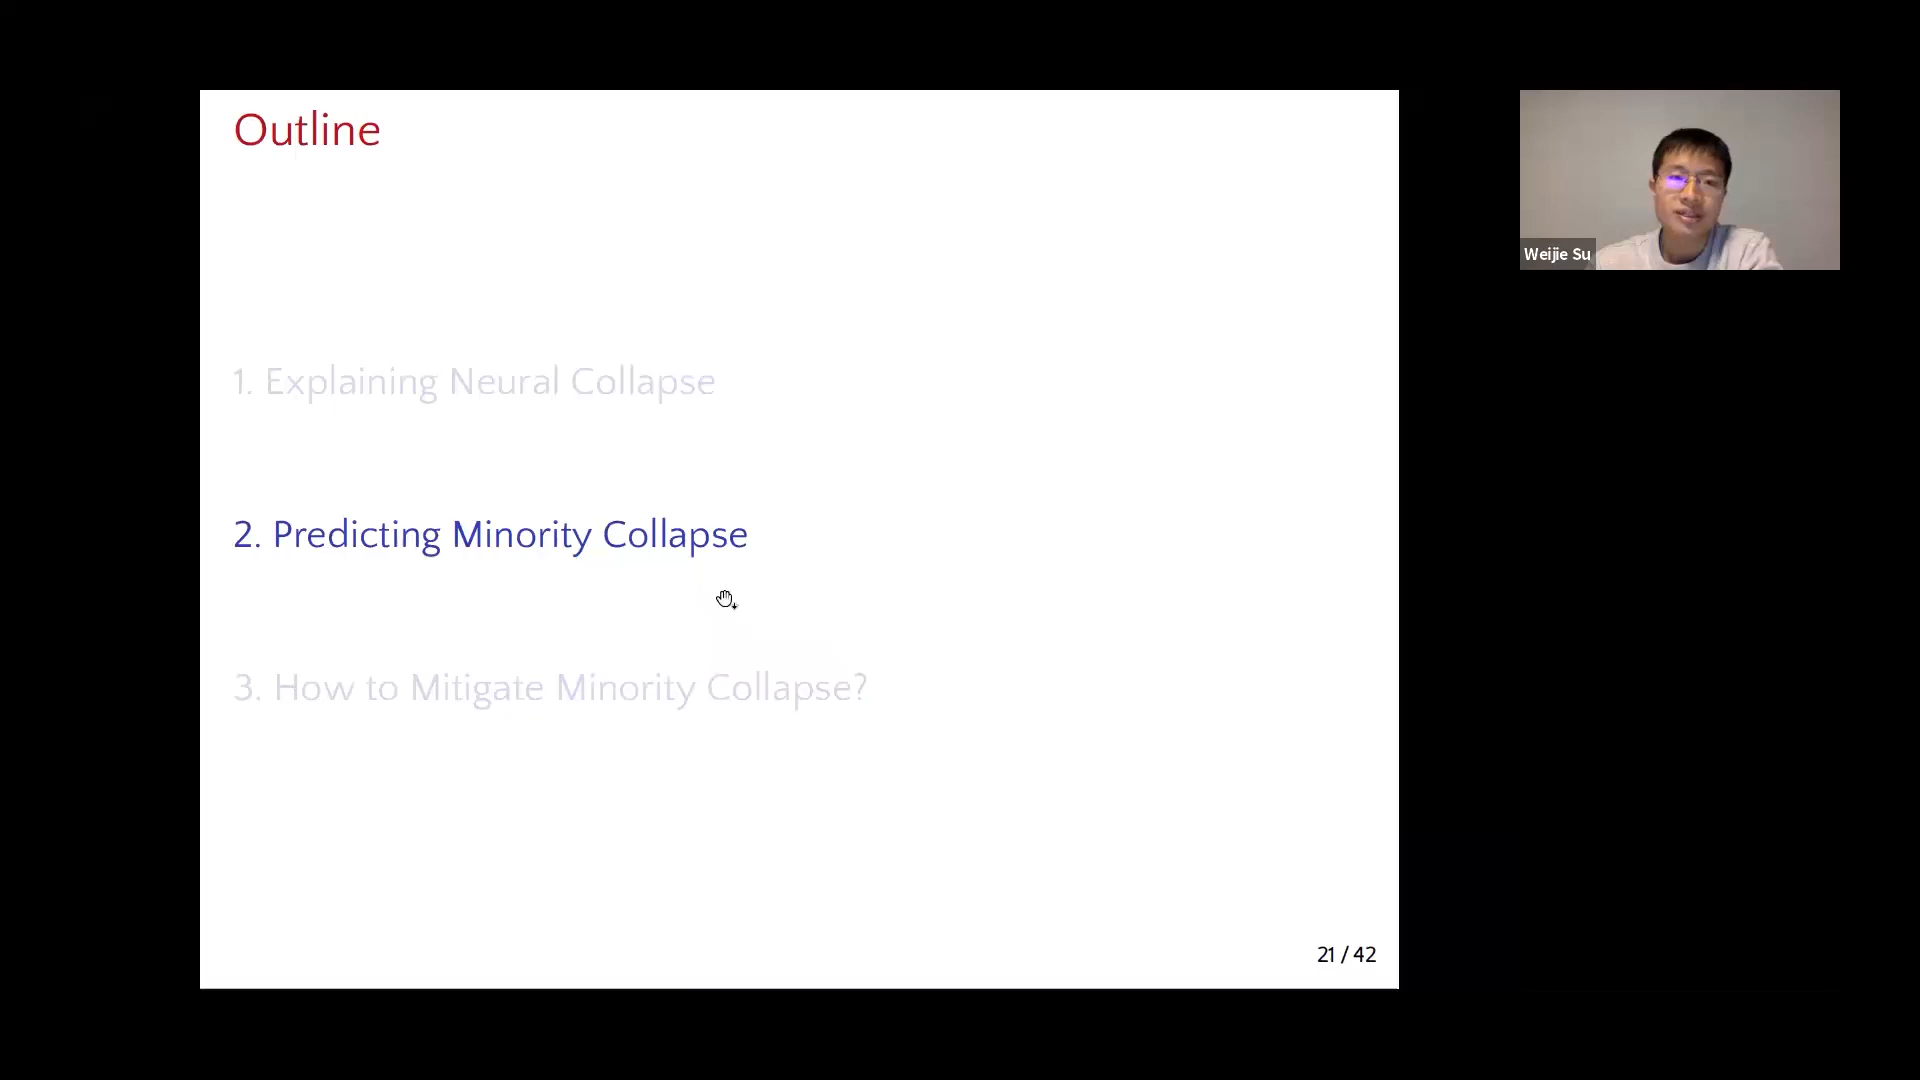 Outline
1. Explaining Neural Collapse
2. Predicting Minority Collapse
3. How to Mitigate Minority Collapse?
21 / 42
Weijie Su